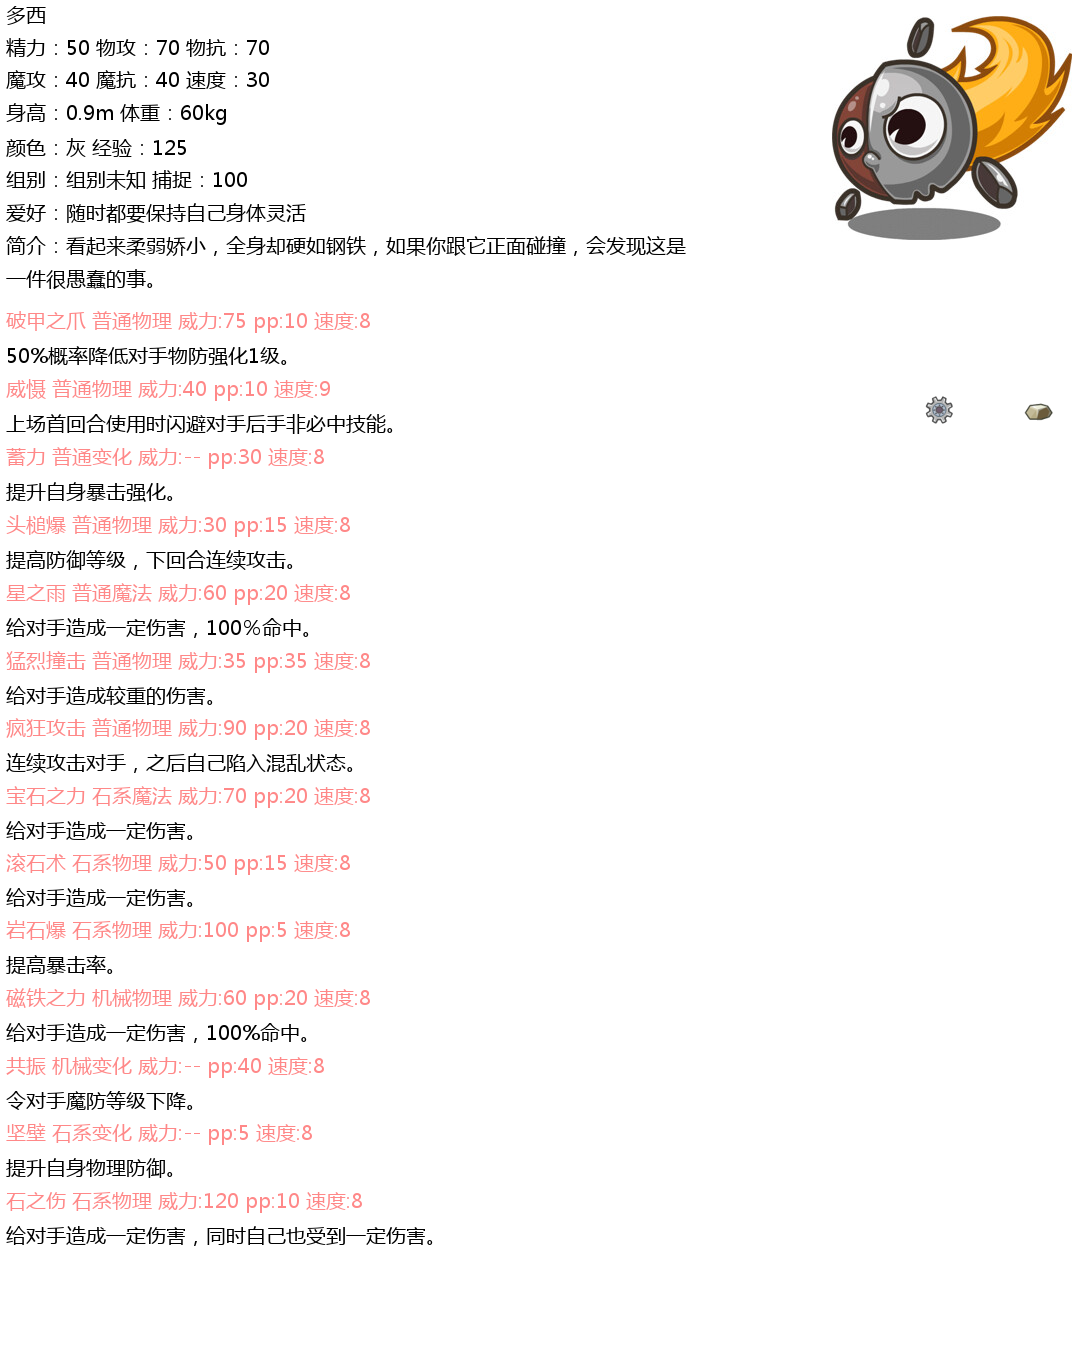 多西
精力：50 物攻：70 物抗：70
魔攻：40 魔抗：40 速度：30
身高：0.9m 体重：60kg
颜色：灰 经验：125
组别：组别未知 捕捉：100
爱好：随时都要保持自己身体灵活
简介：看起来柔弱娇小，全身却硬如钢铁，如果你跟它正面碰撞，会发现这是
一件很愚蠢的事。
破甲之爪 普通物理 威力:75 pp:10 速度:8
50%概率降低对手物防强化1级。
威慑 普通物理 威力:40 pp:10 速度:9
上场首回合使用时闪避对手后手非必中技能。
蓄力 普通变化 威力:-- pp:30 速度:8
提升自身暴击强化。
头槌爆 普通物理 威力:30 pp:15 速度:8
提高防御等级，下回合连续攻击。
星之雨 普通魔法 威力:60 pp:20 速度:8
给对手造成一定伤害，100％命中。
猛烈撞击 普通物理 威力:35 pp:35 速度:8
给对手造成较重的伤害。
疯狂攻击 普通物理 威力:90 pp:20 速度:8
连续攻击对手，之后自己陷入混乱状态。
宝石之力 石系魔法 威力:70 pp:20 速度:8
给对手造成一定伤害。
滚石术 石系物理 威力:50 pp:15 速度:8
给对手造成一定伤害。
岩石爆 石系物理 威力:100 pp:5 速度:8
提高暴击率。
磁铁之力 机械物理 威力:60 pp:20 速度:8
给对手造成一定伤害，100%命中。
共振 机械变化 威力:-- pp:40 速度:8
令对手魔防等级下降。
坚壁 石系变化 威力:-- pp:5 速度:8
提升自身物理防御。
石之伤 石系物理 威力:120 pp:10 速度:8
给对手造成一定伤害，同时自己也受到一定伤害。